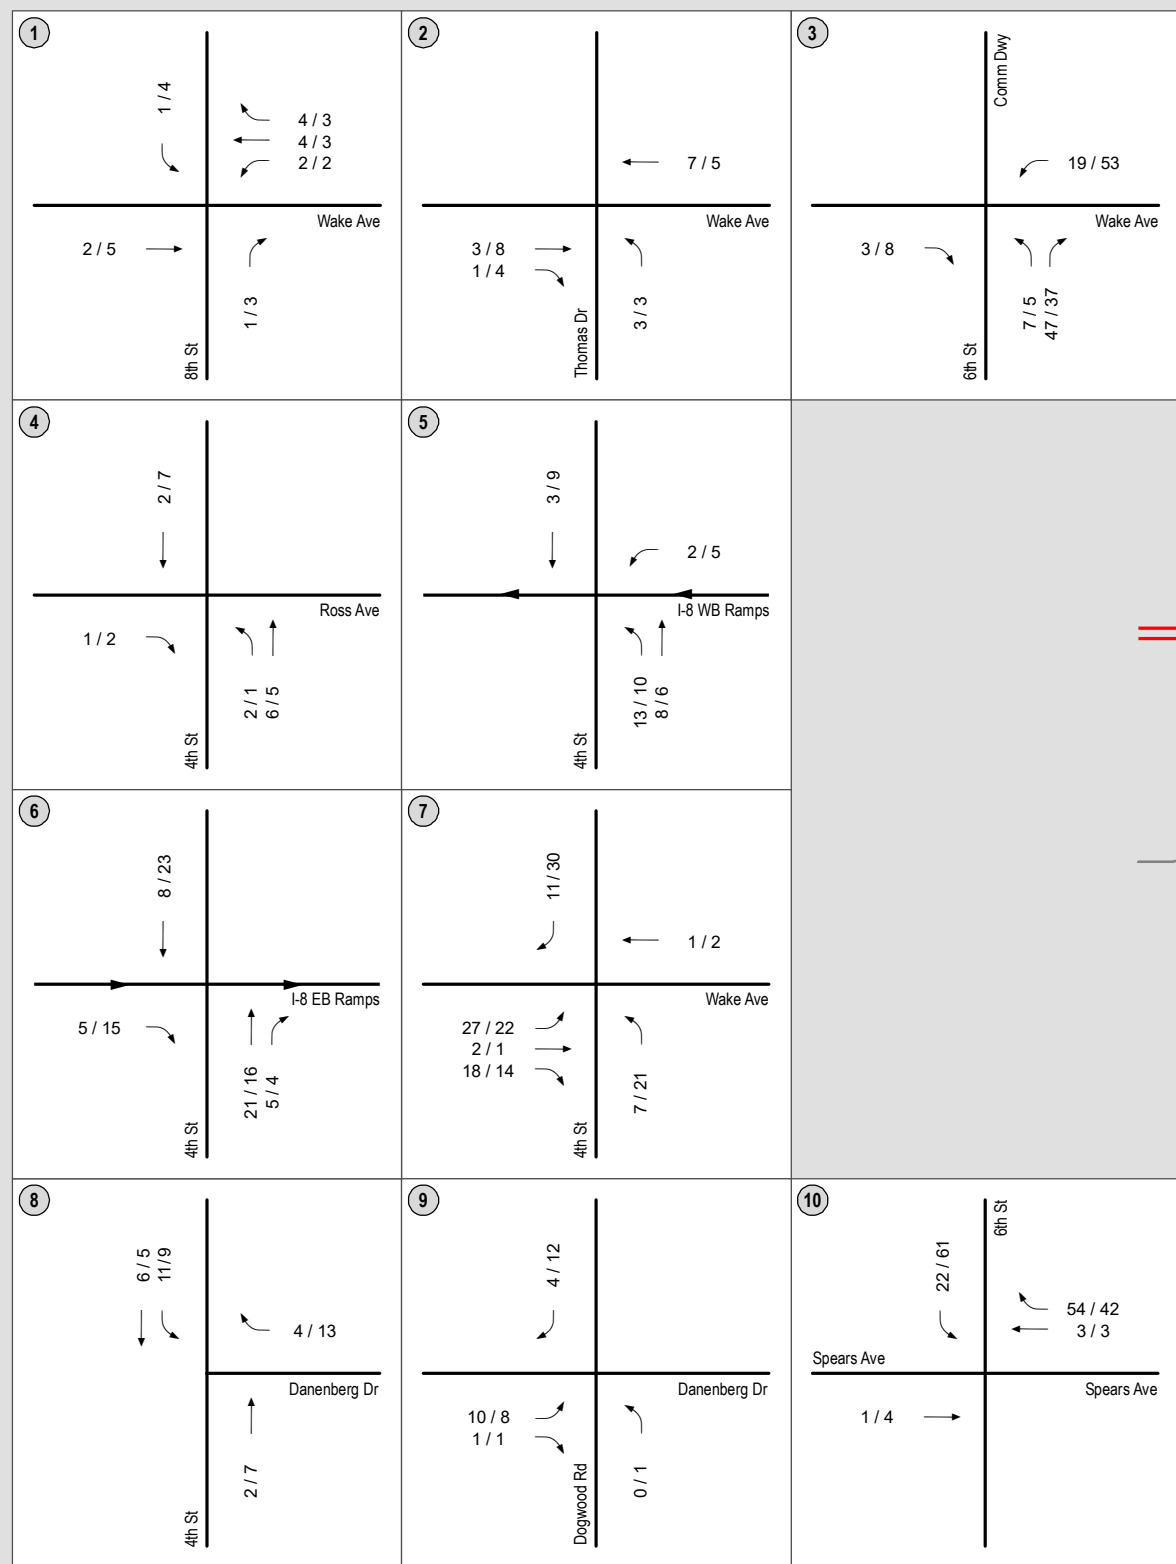 1
1 / 4
4 / 3
4 / 3
2 / 2
Wake Ave
2 / 5
1 / 3
8th St
2
7 / 5
Wake Ave
3 / 8
1 / 4
3 / 3
Thomas Dr
3
Comm Dwy
19 / 53
Wake Ave
3 / 8
7 / 5
47 / 37
6th St
4
2 / 7
Ross Ave
1 / 2
2 / 1
6 / 5
4th St
5
3 / 9
2 / 5
I-8 WB Ramps
13 / 10
8 / 6
4th St
6
8 / 23
I-8 EB Ramps
5 / 15
21 / 16
5 / 4
4th St
7
11 / 30
1 / 2
Wake Ave
27 / 22
2 / 1
18 / 14
7 / 21
4th St
8
6 / 5
11/9
4 / 13
Danenberg Dr
2 / 7
4th St
9
4 / 12
Danenberg Dr
10 / 8
1 / 1
0 / 1
Dogwood Rd
10
6th St
22 / 61
54 / 42
3 / 3
Spears Ave
Spears Ave
1 / 4